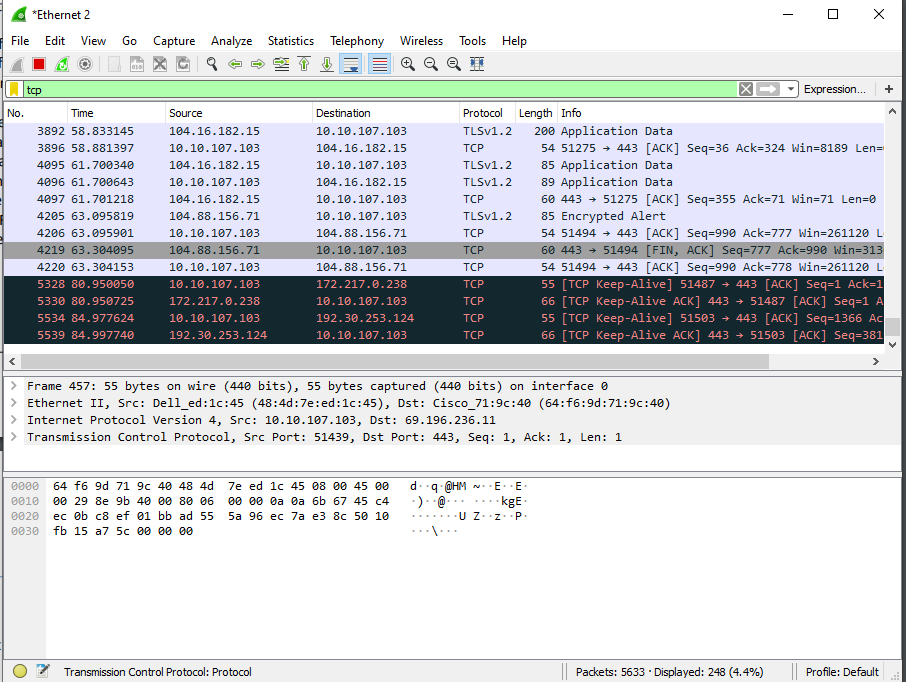 *Ethernet 2
File Edit View Go Capture Analyze Statistics Telephony Wireless Tools Help
tcp Expression... +
No. Time Source Destination Protocol Length Info
3892 58.833145 104.16.182.15 10.10.107.103 TLSv1.2 200 Application Data
3896 58.881397 10.10.107.103 104.16.182.15 TCP 54 51275 → 443 [ACK] Seq=36 Ack=324 Win=8189 Len=
4095 61.700340 104.16.182.15 10.10.107.103 TLSv1.2 85 Application Data
4096 61.700643 10.10.107.103 104.16.182.15 TLSv1.2 89 Application Data
4097 61.701218 104.16.182.15 10.10.107.103 TCP 60 443 → 51275 [ACK] Seq=355 Ack=71 Win=71 Len=0
4205 63.095819 104.88.156.71 10.10.107.103 TLSv1.2 85 Encrypted Alert
4206 63.095901 10.10.107.103 104.88.156.71 TCP 54 51494 → 443 [ACK] Seq=990 Ack=777 Win=261120 L
4219 63.304095 104.88.156.71 10.10.107.103 TCP 60 443 → 51494 [FIN, ACK] Seq=777 Ack=990 Win=313
4220 63.304153 10.10.107.103 104.88.156.71 TCP 54 51494 → 443 [ACK] Seq=990 Ack=778 Win=261120 L
5328 80.950050 10.10.107.103 172.217.0.238 TCP 55 [TCP Keep-Alive] 51487 → 443 [ACK] Seq=1 Ack=1
5330 80.950725 172.217.0.238 10.10.107.103 TCP 66 [TCP Keep-Alive ACK] 443 → 51487 [ACK] Seq=1 A
5534 84.977624 10.10.107.103 192.30.253.124 TCP 55 [TCP Keep-Alive] 51503 → 443 [ACK] Seq=1366 Ac
5539 84.997740 192.30.253.124 10.10.107.103 TCP 66 [TCP Keep-Alive ACK] 443 → 51503 [ACK] Seq=381
Frame 457: 55 bytes on wire (440 bits), 55 bytes captured (440 bits) on interface 0
Ethernet II, Src: Dell_ed:1c:45 (48:4d:7e:ed:1c:45), Dst: Cisco_71:9c:40 (64:f6:9d:71:9c:40)
Internet Protocol Version 4, Src: 10.10.107.103, Dst: 69.196.236.11
Transmission Control Protocol, Src Port: 51439, Dst Port: 443, Seq: 1, Ack: 1, Len: 1
0000 64 f6 9d 71 9c 40 48 4d 7e ed 1c 45 08 00 45 00 d··q·@HM ~··E··E·
0010 00 29 8e 9b 40 00 80 06 00 00 0a 0a 6b 67 45 c4 ·)··@··· ····kgE·
0020 ec 0b c8 ef 01 bb ad 55 5a 96 ec 7a e3 8c 50 10 ·······U Z··z··P·
0030 fb 15 a7 5c 00 00 00 ···\···
Transmission Control Protocol: Protocol Packets: 5633 · Displayed: 248 (4.4%) Profile: Default